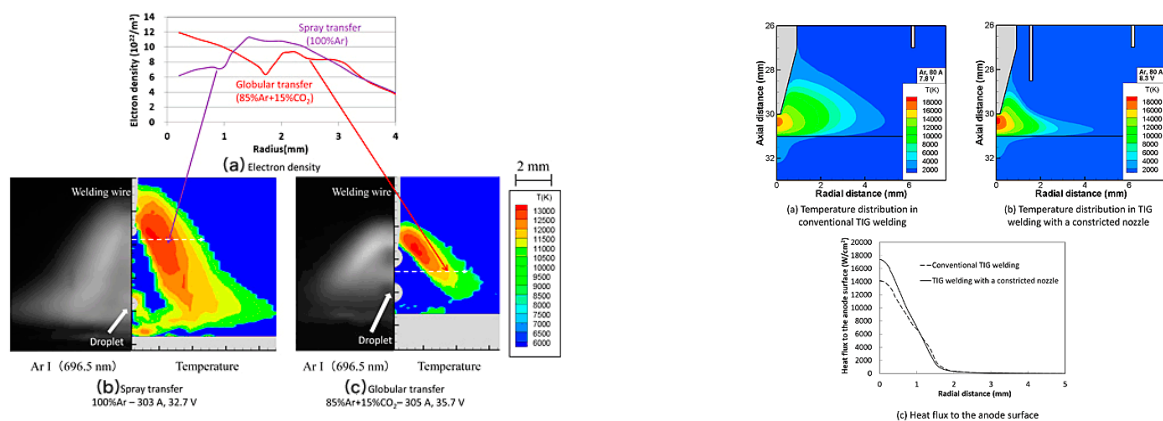 Elctron density (10²²/m³)
14
12
10
8
6
4
2
0
Spray transfer
(100%Ar)
Globular transfer
(85%Ar+15%CO₂)
0
1
2
3
4
Radius(mm)
(a) Electron density
2 mm
Welding wire
Droplet
Ar I（696.5 nm）
Temperature
(b) Spray transfer
100%Ar – 303 A, 32.7 V
Welding wire
Droplet
Ar I（696.5 nm）
Temperature
(c) Globular transfer
85%Ar+15%CO₂– 305 A, 35.7 V
T(K)
13000
12500
12000
11500
11000
10500
10000
9500
9000
8500
8000
7500
7000
6500
6000
Axial distance (mm)
26
28
30
32
Ar, 80 A
7.8 V
T(K)
18000
16000
14000
12000
10000
8000
6000
4000
2000
0
2
4
6
Radial distance (mm)
(a) Temperature distribution in
conventional TIG welding
Axial distance (mm)
26
28
30
32
Ar, 80 A
8.3 V
T(K)
18000
16000
14000
12000
10000
8000
6000
4000
2000
0
2
4
6
Radial distance (mm)
(b) Temperature distribution in TIG
welding with a constricted nozzle
Heat flux to the anode surface (W/cm²)
20000
18000
16000
14000
12000
10000
8000
6000
4000
2000
0
Conventional TIG welding
TIG welding with a constricted nozzle
0
1
2
3
4
5
Radial distance (mm)
(c) Heat flux to the anode surface